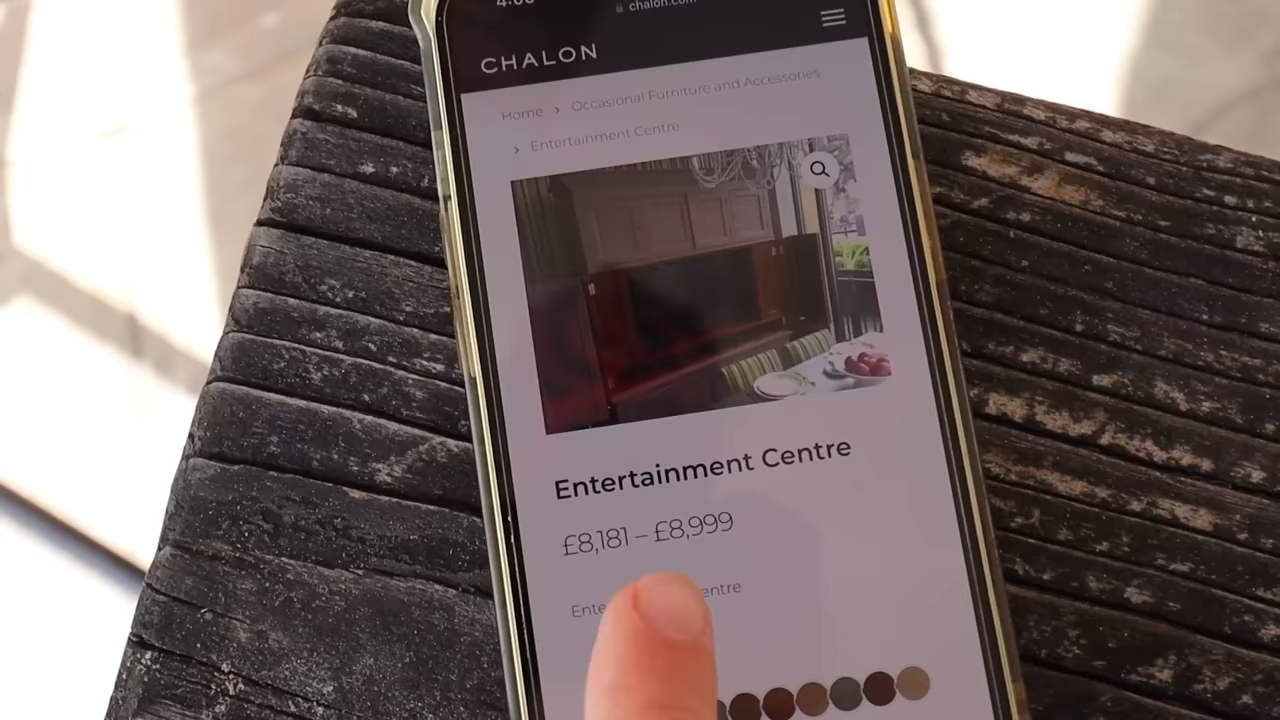 chalon.com
CHALON
Home > Occasional Furniture and Accessories
> Entertainment Centre
Entertainment Centre
£8,181 – £8,999